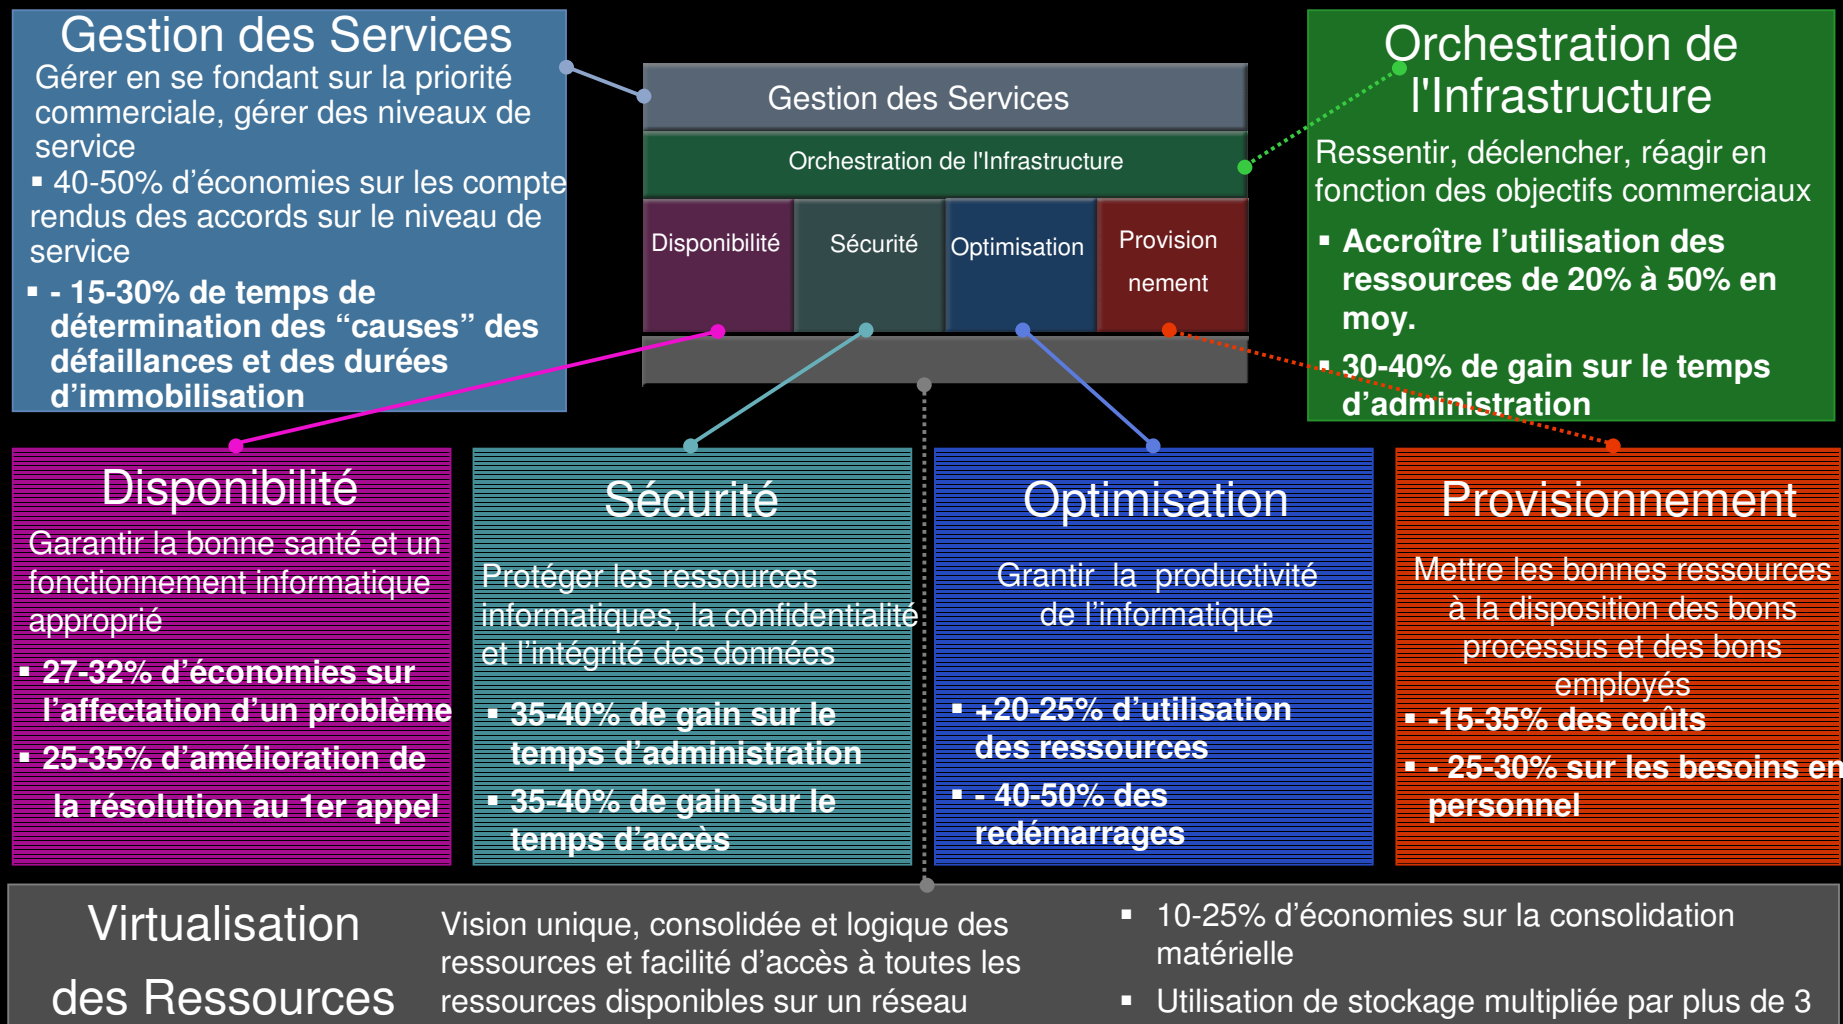 Gestion des Services
Gérer en se fondant sur la priorité
commerciale, gérer des niveaux de
service
▪ 40-50% d’économies sur les compte
rendus des accords sur le niveau de
service
▪ - 15-30% de temps de
détermination des “causes” des
défaillances et des durées
d’immobilisation
Gestion des Services
Orchestration de l'Infrastructure
Disponibilité
Sécurité
Optimisation
Provision
nement
Orchestration de
l'Infrastructure
Ressentir, déclencher, réagir en
fonction des objectifs commerciaux
▪ Accroître l’utilisation des
ressources de 20% à 50% en
moy.
▪ 30-40% de gain sur le temps
d’administration
Disponibilité
Garantir la bonne santé et un
fonctionnement informatique
approprié
▪ 27-32% d’économies sur
l’affectation d’un problème
▪ 25-35% d’amélioration de
la résolution au 1er appel
Sécurité
Protéger les ressources
informatiques, la confidentialité
et l’intégrité des données
▪ 35-40% de gain sur le
temps d’administration
▪ 35-40% de gain sur le
temps d’accès
Optimisation
Grantir la productivité
de l’informatique
▪ +20-25% d’utilisation
des ressources
▪ - 40-50% des
redémarrages
Provisionnement
Mettre les bonnes ressources
à la disposition des bons
processus et des bons
employés
▪ -15-35% des coûts
▪ - 25-30% sur les besoins en
personnel
Virtualisation
des Ressources
Vision unique, consolidée et logique des
ressources et facilité d’accès à toutes les
ressources disponibles sur un réseau
▪ 10-25% d’économies sur la consolidation
matérielle
▪ Utilisation de stockage multipliée par plus de 3